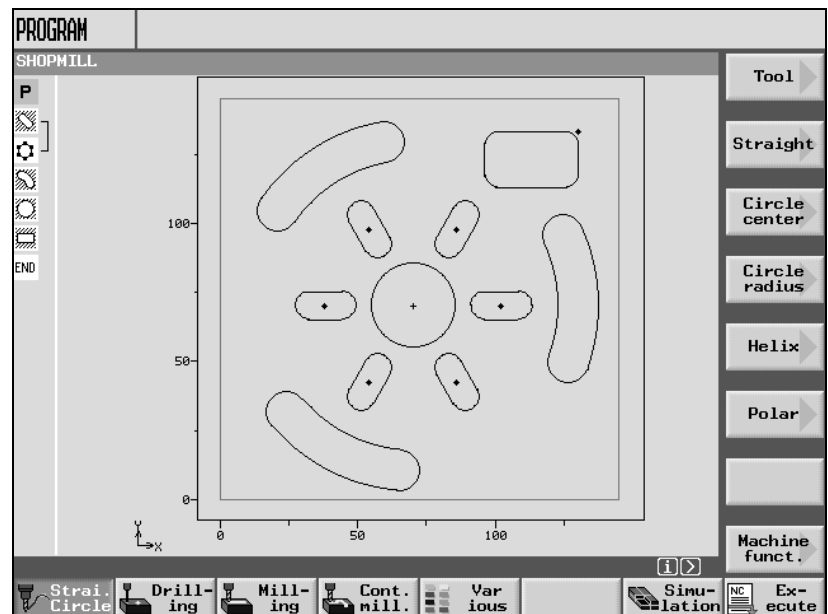 PROGRAM
SHOPMILL
P
END
100
50
0
0
50
100
Y
X
Tool
Straight
Circle
center
Circle
radius
Helix
Polar
Machine
funct.
i
Strai.
Circle
Drill-
ing
Mill-
ing
Cont.
mill.
Var
ious
Simu-
lation
NC
Ex-
ecute